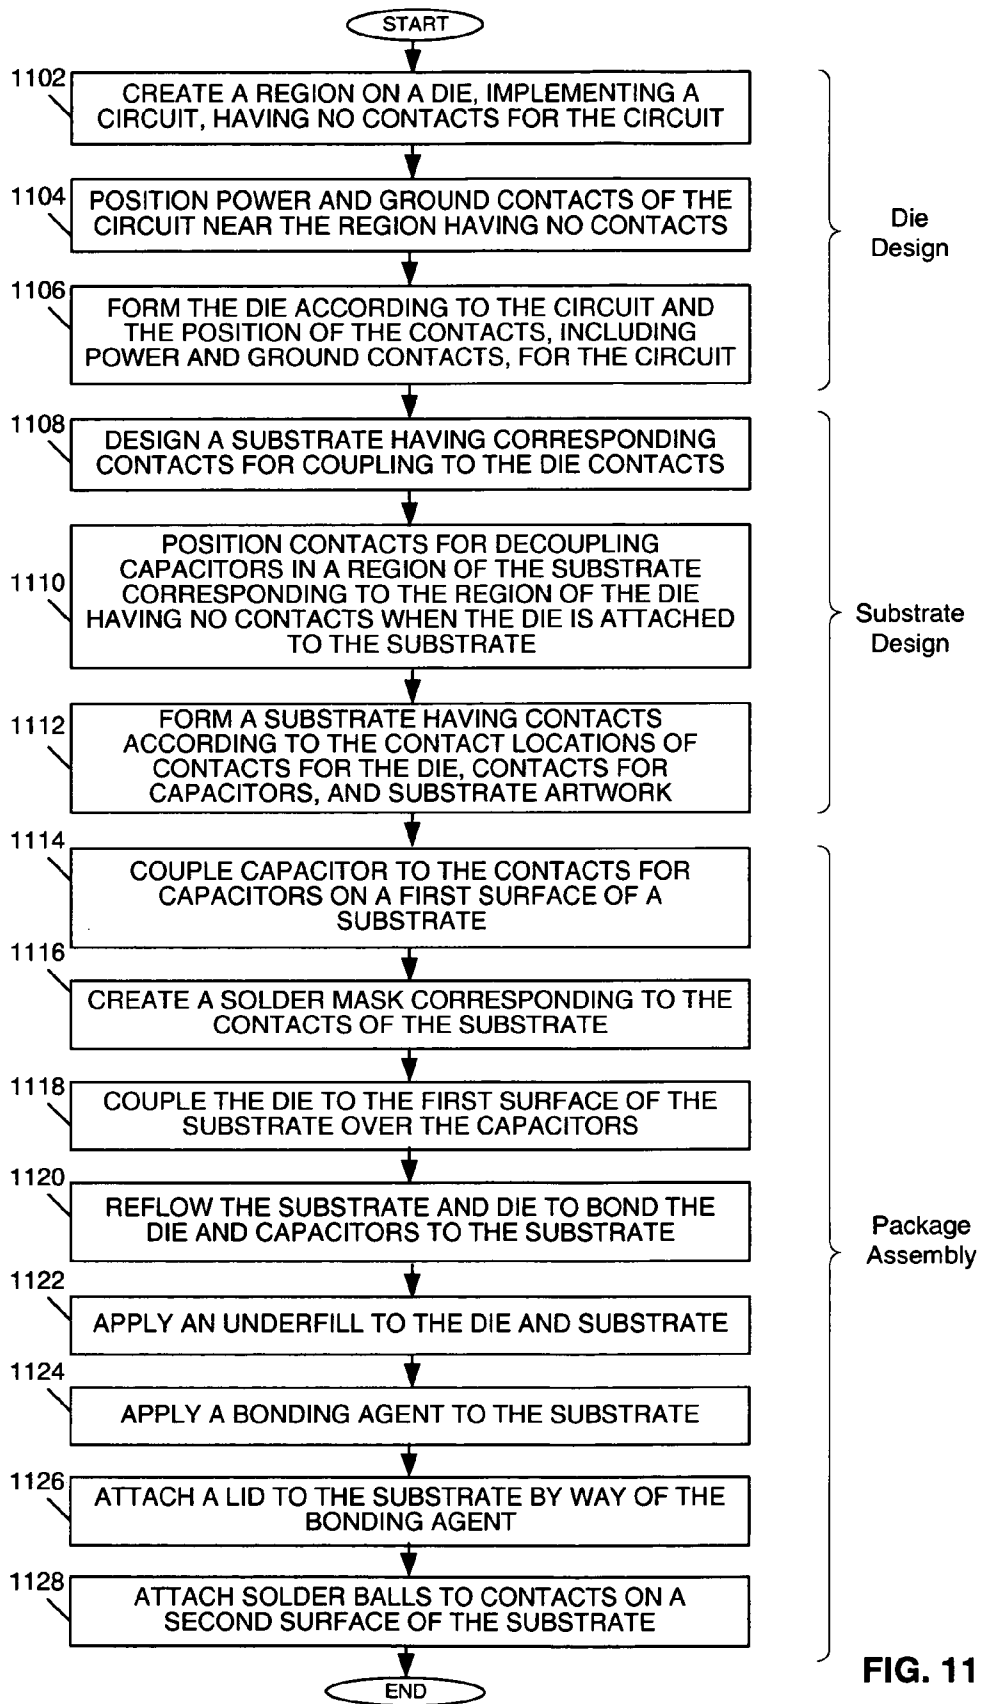 START
1102
CREATE A REGION ON A DIE, IMPLEMENTING A
CIRCUIT, HAVING NO CONTACTS FOR THE CIRCUIT
1104
POSITION POWER AND GROUND CONTACTS OF THE
CIRCUIT NEAR THE REGION HAVING NO CONTACTS
Die
Design
1106
FORM THE DIE ACCORDING TO THE CIRCUIT AND
THE POSITION OF THE CONTACTS, INCLUDING
POWER AND GROUND CONTACTS, FOR THE CIRCUIT
1108
DESIGN A SUBSTRATE HAVING CORRESPONDING
CONTACTS FOR COUPLING TO THE DIE CONTACTS
1110
POSITION CONTACTS FOR DECOUPLING
CAPACITORS IN A REGION OF THE SUBSTRATE
CORRESPONDING TO THE REGION OF THE DIE
HAVING NO CONTACTS WHEN THE DIE IS ATTACHED
TO THE SUBSTRATE
Substrate
Design
1112
FORM A SUBSTRATE HAVING CONTACTS
ACCORDING TO THE CONTACT LOCATIONS OF
CONTACTS FOR THE DIE, CONTACTS FOR
CAPACITORS, AND SUBSTRATE ARTWORK
1114
COUPLE CAPACITOR TO THE CONTACTS FOR
CAPACITORS ON A FIRST SURFACE OF A
SUBSTRATE
1116
CREATE A SOLDER MASK CORRESPONDING TO THE
CONTACTS OF THE SUBSTRATE
1118
COUPLE THE DIE TO THE FIRST SURFACE OF THE
SUBSTRATE OVER THE CAPACITORS
1120
REFLOW THE SUBSTRATE AND DIE TO BOND THE
DIE AND CAPACITORS TO THE SUBSTRATE
Package
Assembly
1122
APPLY AN UNDERFILL TO THE DIE AND SUBSTRATE
1124
APPLY A BONDING AGENT TO THE SUBSTRATE
1126
ATTACH A LID TO THE SUBSTRATE BY WAY OF THE
BONDING AGENT
1128
ATTACH SOLDER BALLS TO CONTACTS ON A
SECOND SURFACE OF THE SUBSTRATE
END
FIG. 11